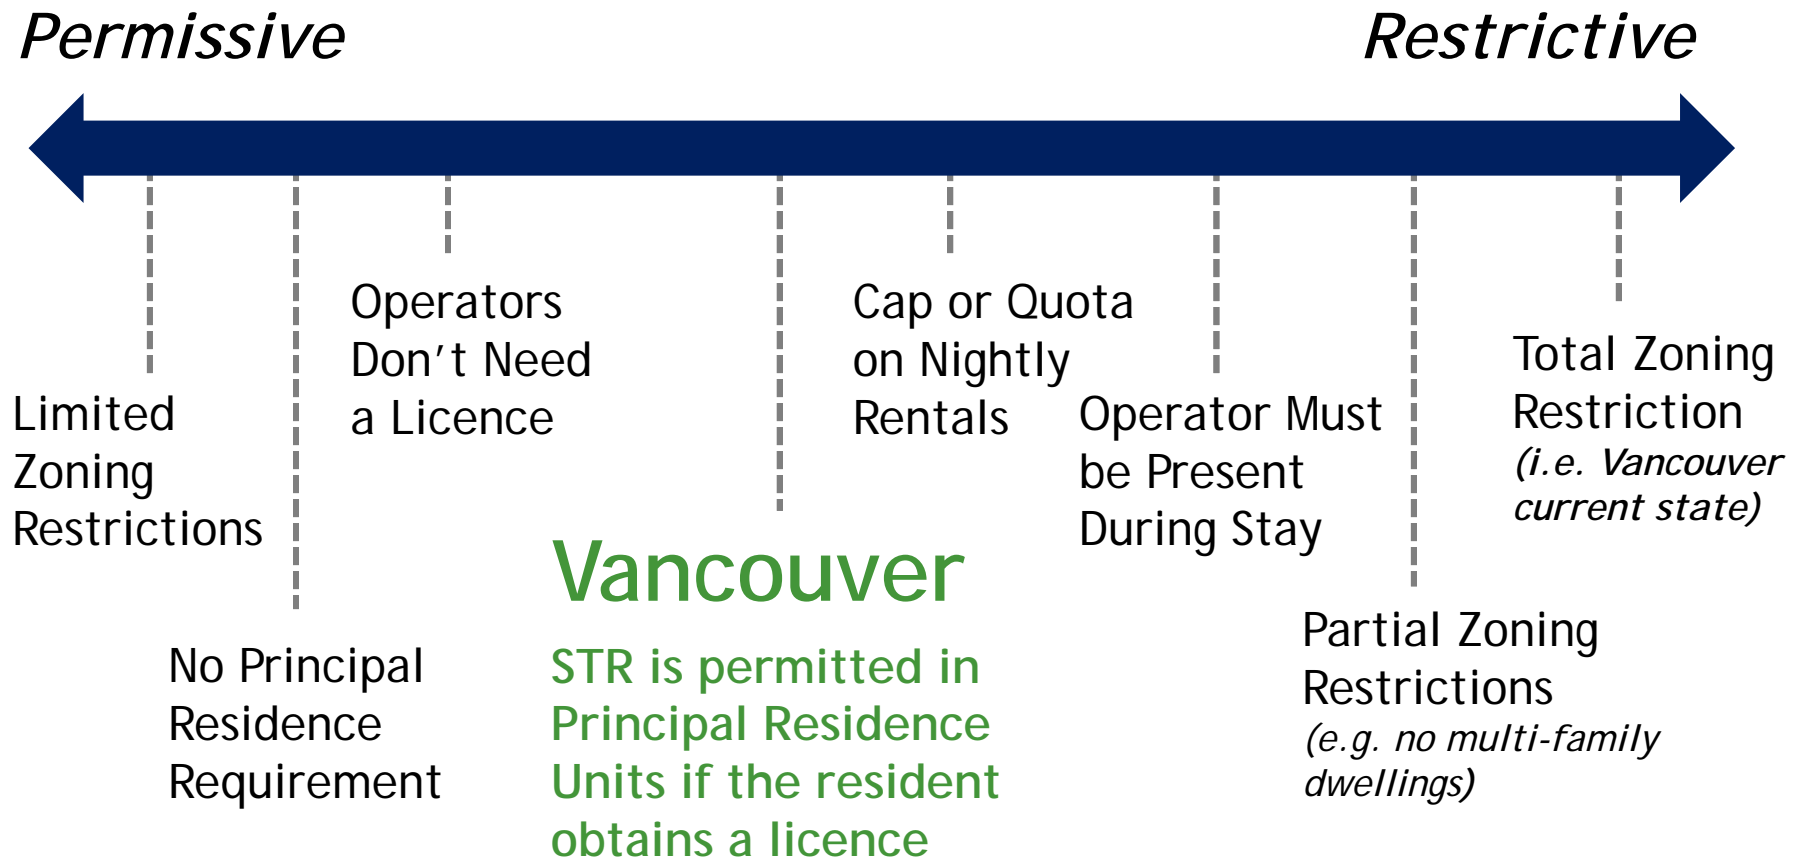 Permissive
Restrictive
Limited
Zoning
Restrictions
No Principal
Residence
Requirement
Operators
Don’t Need
a Licence
Vancouver
STR is permitted in
Principal Residence
Units if the resident
obtains a licence
Cap or Quota
on Nightly
Rentals
Operator Must
be Present
During Stay
Partial Zoning
Restrictions
(e.g. no multi-family
dwellings)
Total Zoning
Restriction
(i.e. Vancouver
current state)